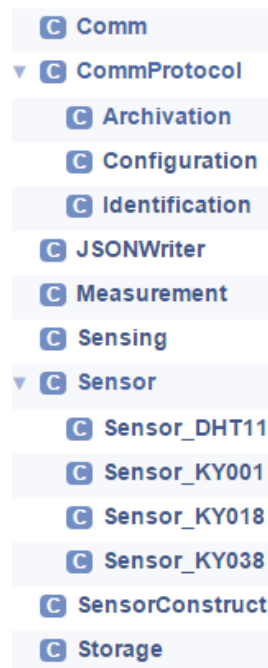 C Comm
▼ C CommProtocol
C Archivation
C Configuration
C Identification
C JSONWriter
C Measurement
C Sensing
▼ C Sensor
C Sensor_DHT11
C Sensor_KY001
C Sensor_KY018
C Sensor_KY038
C SensorConstruct
C Storage